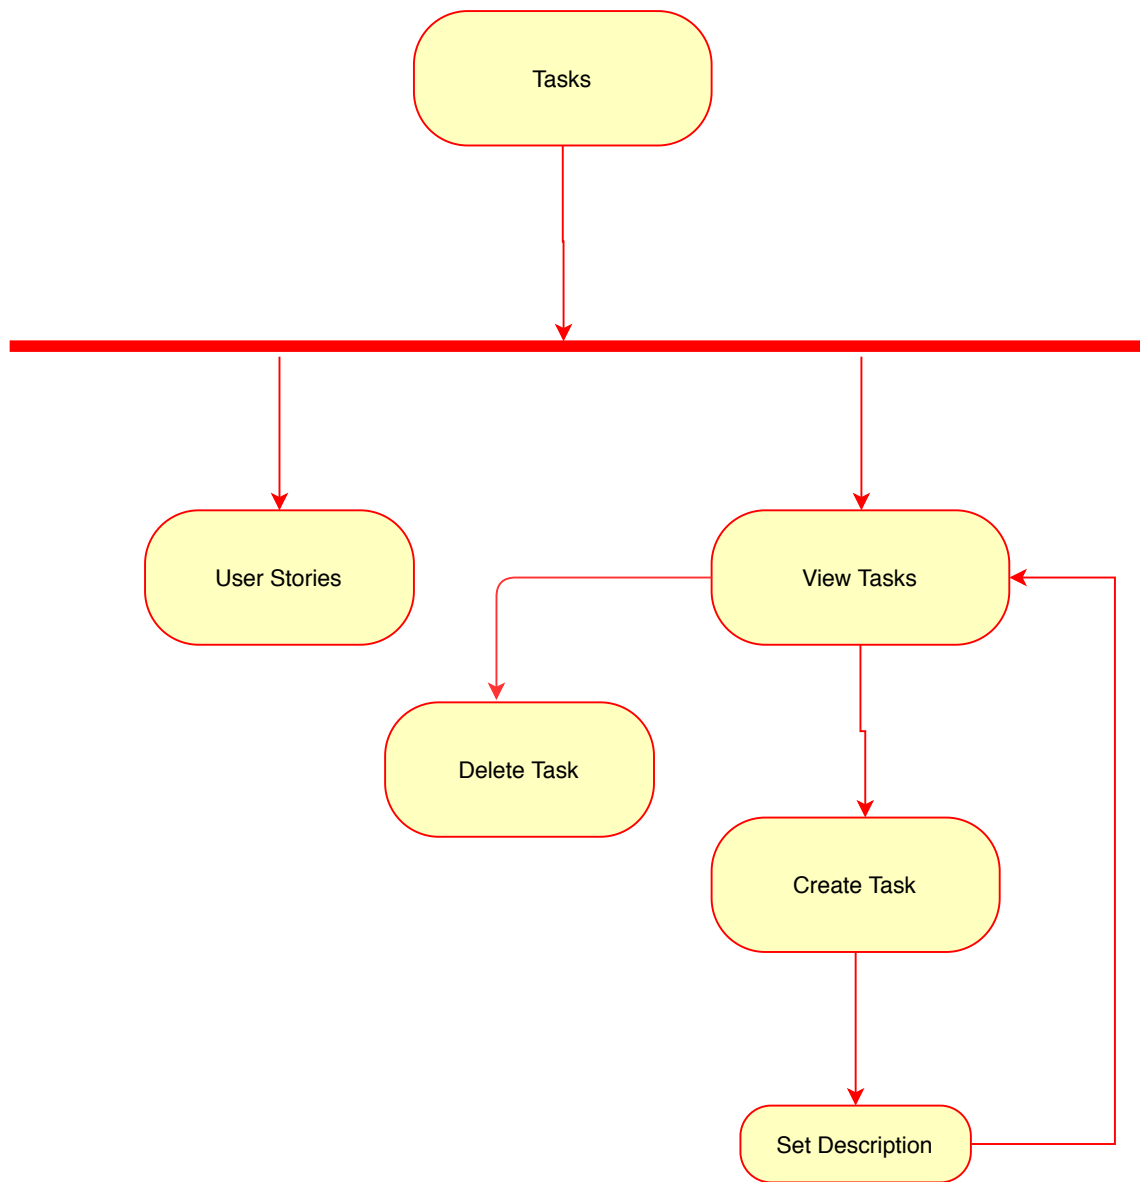 Tasks
User Stories
View Tasks
Delete Task
Create Task
Set Description